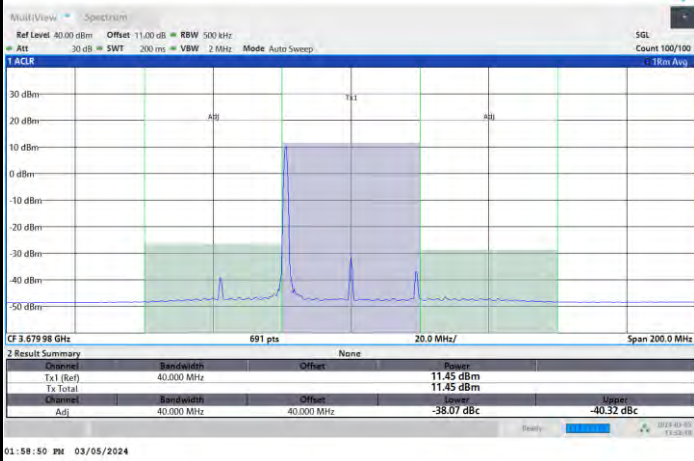 MultiView Spectrum
Ref Level 40.00 dBm Offset 11.00 dB RBW 500 kHz SGL
Att 30 dB SWT 200 ms VBW 2 MHz Mode Auto Sweep Count 100/100
1 ACLR 1Rm Avg
30 dBm
Tx1
20 dBm
Adj Adj
10 dBm
0 dBm
-10 dBm
-20 dBm
-30 dBm
-40 dBm
-50 dBm
CF 3.67998 GHz 691 pts 20.0 MHz/ Span 200.0 MHz
2 Result Summary None
Channel Bandwidth Offset Power
Tx1 (Ref) 40.000 MHz 11.45 dBm
Tx Total 11.45 dBm
Channel Bandwidth Offset Lower Upper
Adj 40.000 MHz 40.000 MHz -38.07 dBc -40.32 dBc
Ready
01:58:50 PM 03/05/2024